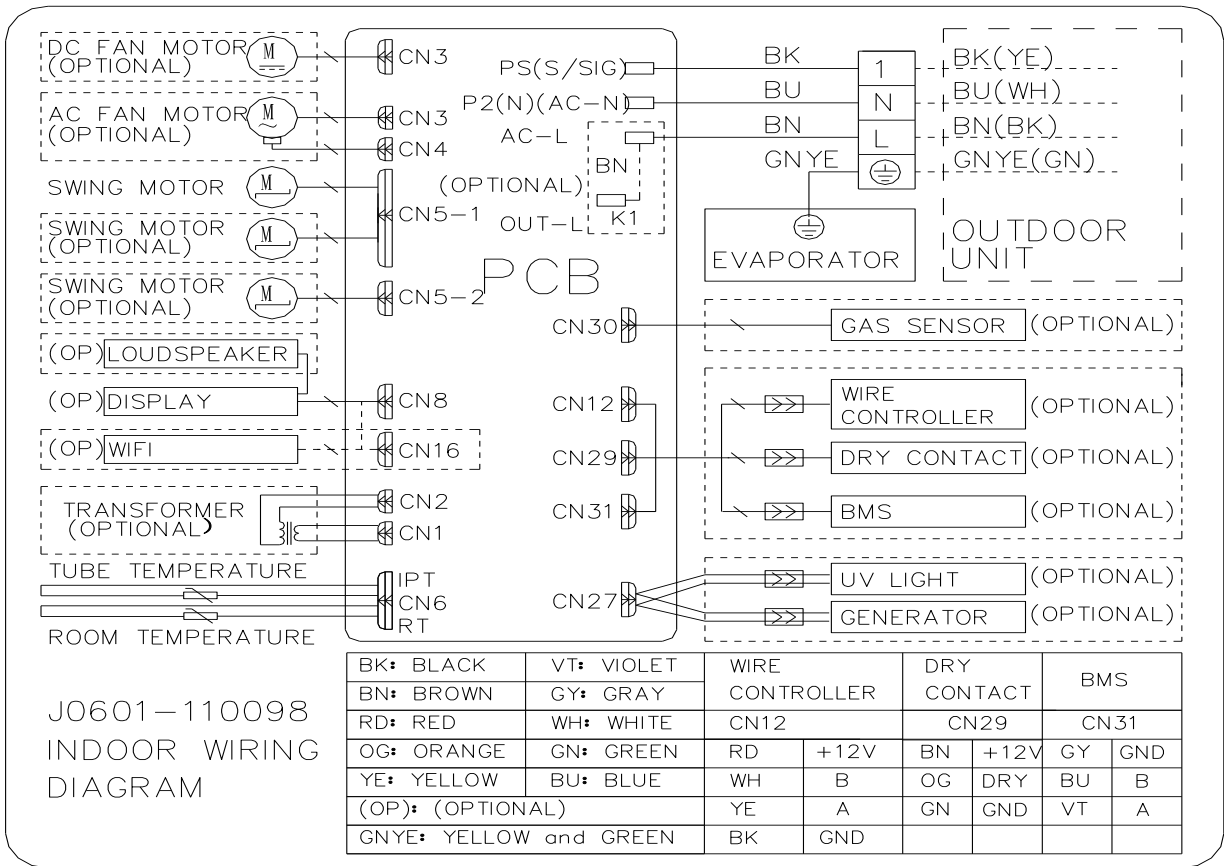 DC FAN MOTOR
(OPTIONAL)
M
CN3
AC FAN MOTOR
(OPTIONAL)
M
~
CN3
CN4
SWING MOTOR
M
SWING MOTOR
(OPTIONAL)
M
CN5-1
SWING MOTOR
(OPTIONAL)
M
CN5-2
(OP) LOUDSPEAKER
(OP) DISPLAY
CN8
(OP) WIFI
CN16
TRANSFORMER
(OPTIONAL)
CN2
CN1
TUBE TEMPERATURE
IPT
CN6
RT
ROOM TEMPERATURE
PCB
PS(S/SIG)
P2(N)(AC-N)
AC-L
BN
(OPTIONAL)
K1
OUT-L
BK
BU
BN
GNYE
1
N
L
BK(YE)
BU(WH)
BN(BK)
GNYE(GN)
OUTDOOR
UNIT
EVAPORATOR
CN30
GAS SENSOR (OPTIONAL)
CN12
WIRE
CONTROLLER
(OPTIONAL)
CN29
DRY CONTACT (OPTIONAL)
CN31
BMS (OPTIONAL)
CN27
UV LIGHT (OPTIONAL)
GENERATOR (OPTIONAL)
J0601-110098
INDOOR WIRING
DIAGRAM
BK: BLACK VT: VIOLET
BN: BROWN GY: GRAY
RD: RED WH: WHITE
OG: ORANGE GN: GREEN
YE: YELLOW BU: BLUE
(OP): (OPTIONAL)
GNYE: YELLOW and GREEN
WIRE
CONTROLLER
DRY
CONTACT
BMS
CN12 CN29 CN31
RD +12V BN +12V GY GND
WH B OG DRY BU B
YE A GN GND VT A
BK GND